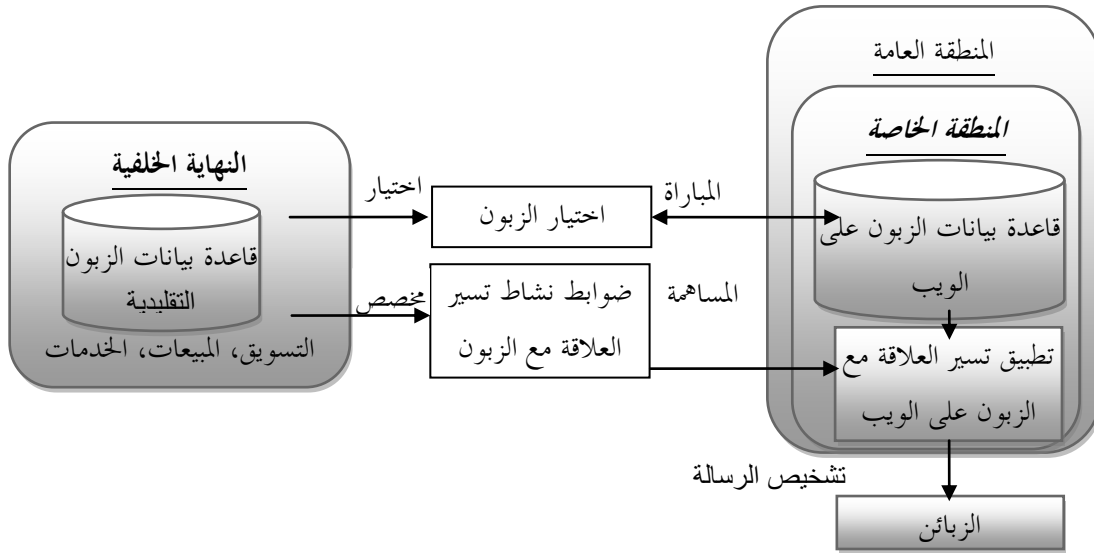 المنطقة العامة
المنطقة الخاصة
النهاية الخلفية
قاعدة بيانات الزبون
التقليدية
التسويق، المبيعات، الخدمات
اختيار
اختيار الزبون
المباراة
قاعدة بيانات الزبون على
الويب
مخصص
ضوابط نشاط تسير
العلاقة مع الزبون
المساهمة
تطبيق تسير العلاقة مع
الزبون على الويب
تشخيص الرسالة
الزبائن